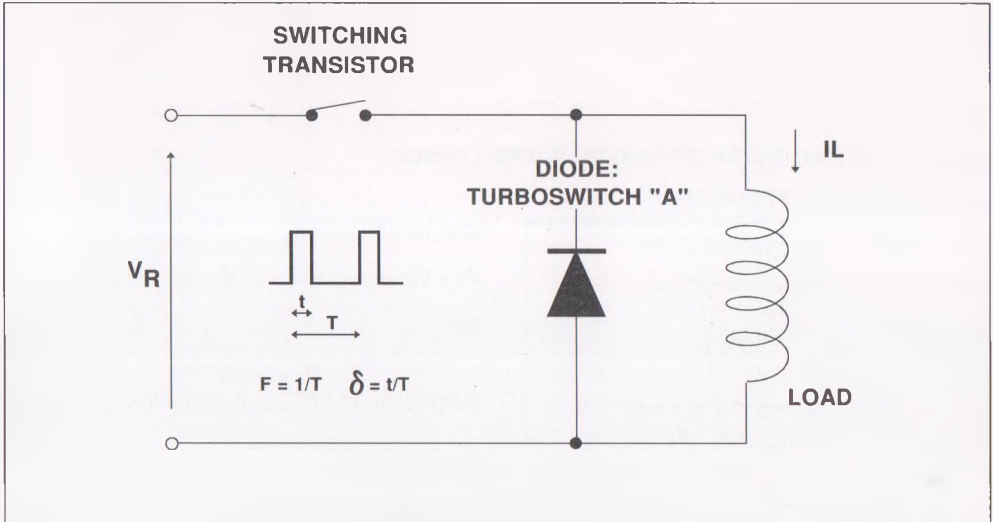 SWITCHING
TRANSISTOR
IL
DIODE:
TURBOSWITCH "A"
VR
t
T
F = 1/T δ = t/T
LOAD